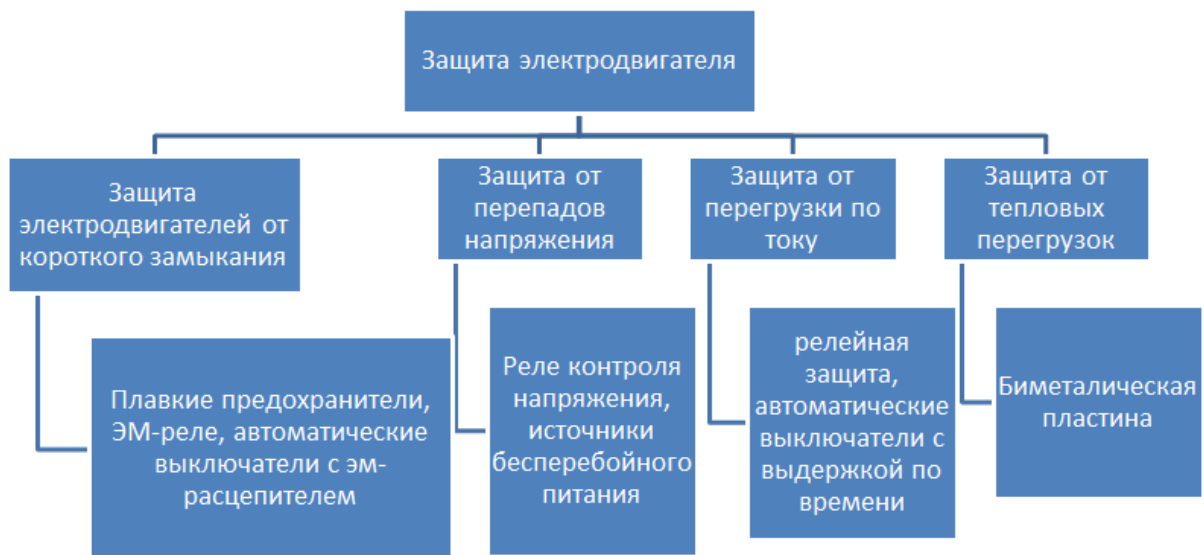 Защита электродвигателя
Защита
электродвигателей от
короткого замыкания
Защита от
перепадов
напряжения
Защита от
перегрузки по
току
Защита от
тепловых
перегрузок
Плавкие предохранители,
ЭМ-реле, автоматические
выключатели с эм-
расцепителем
Реле контроля
напряжения,
источники
бесперебойного
питания
релейная
защита,
автоматические
выключатели с
выдержкой по
времени
Биметалическая
пластина